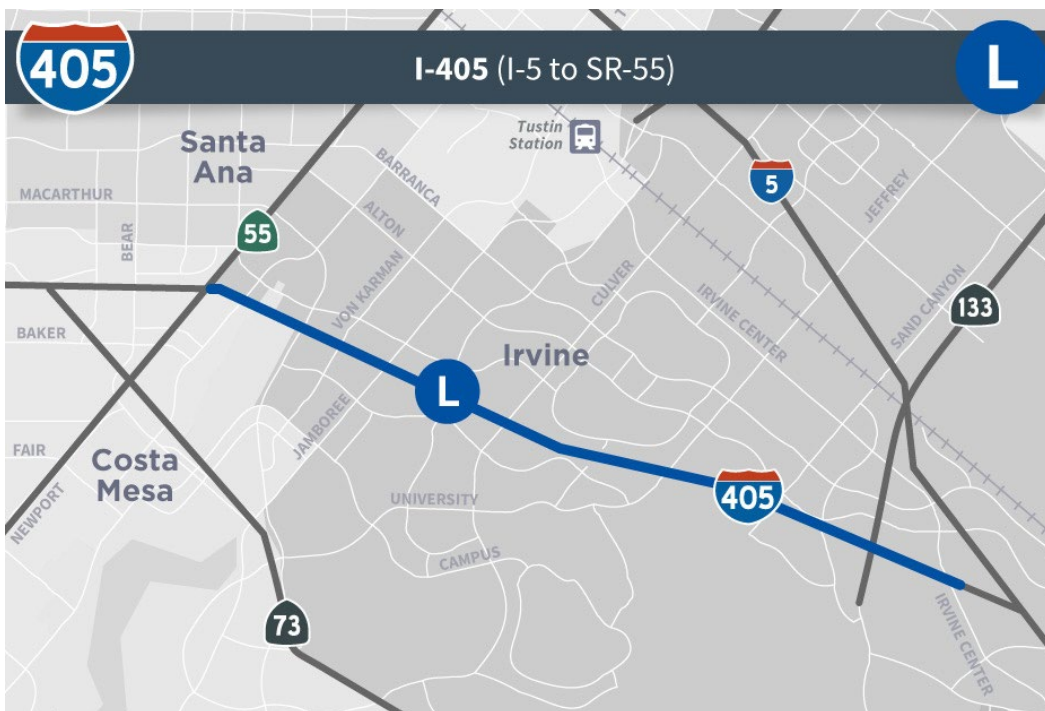 405
I-405 (I-5 to SR-55)
L
Santa
Ana
Tustin
Station
MACARTHUR
BARRANCA
5
JEFFREY
BEAR
55
ALTON
VON KARMAN
CULVER
IRVINE CENTER
SAND CANYON
133
BAKER
Irvine
L
JAMBOREE
FAIR
Costa
Mesa
NEWPORT
UNIVERSITY
405
CAMPUS
73
IRVINE CENTER